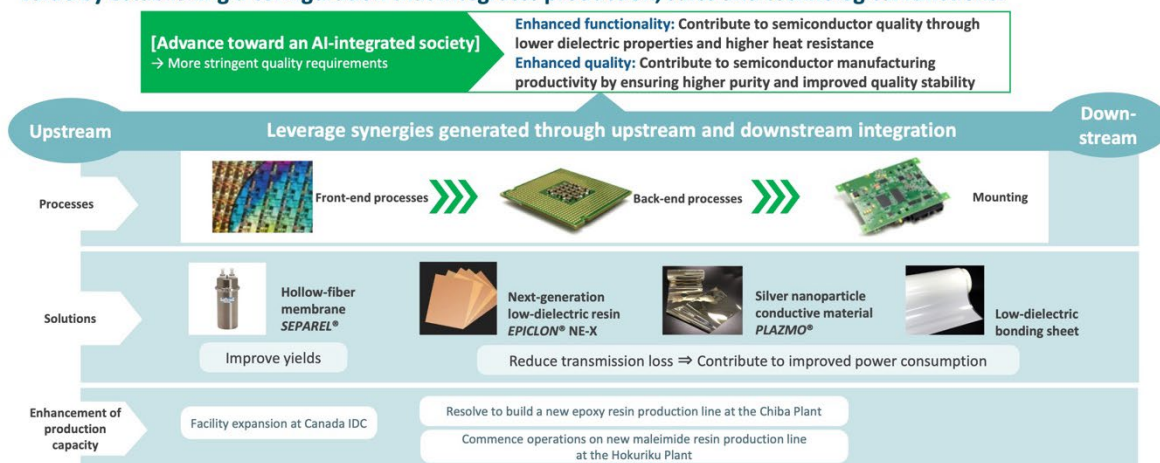 [Advance toward an AI-integrated society]
→ More stringent quality requirements
Enhanced functionality: Contribute to semiconductor quality through
lower dielectric properties and higher heat resistance
Enhanced quality: Contribute to semiconductor manufacturing
productivity by ensuring higher purity and improved quality stability
Upstream
Leverage synergies generated through upstream and downstream integration
Down-
stream
Processes
Front-end processes
Back-end processes
Mounting
Solutions
Hollow-fiber
membrane
SEPAREL®
Next-generation
low-dielectric resin
EPICLON® NE-X
Silver nanoparticle
conductive material
PLAZMO®
Low-dielectric
bonding sheet
Improve yields
Reduce transmission loss ⇒ Contribute to improved power consumption
Enhancement of
production
capacity
Facility expansion at Canada IDC
Resolve to build a new epoxy resin production line at the Chiba Plant
Commence operations on new maleimide resin production line
at the Hokuriku Plant